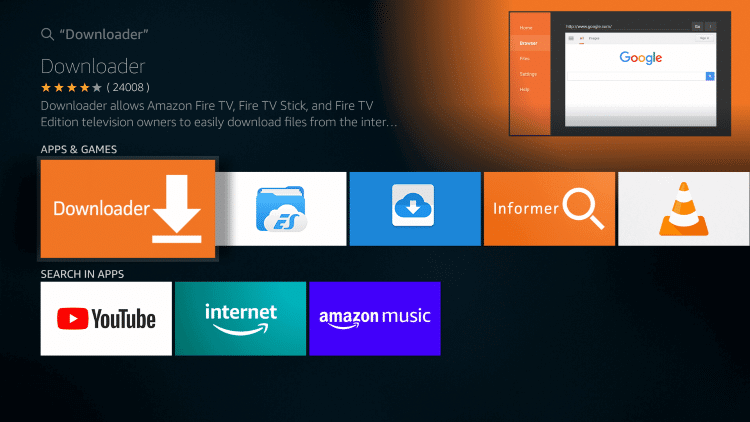 “Downloader”
Downloader
( 24008 )
Downloader allows Amazon Fire TV, Fire TV Stick, and Fire TV
Edition television owners to easily download files from the inter…
http://www.google.com/
Go
Home
Browser
Files
Settings
Help
Google
APPS & GAMES
Downloader
ES
Informer
SEARCH IN APPS
YouTube
internet
amazon music